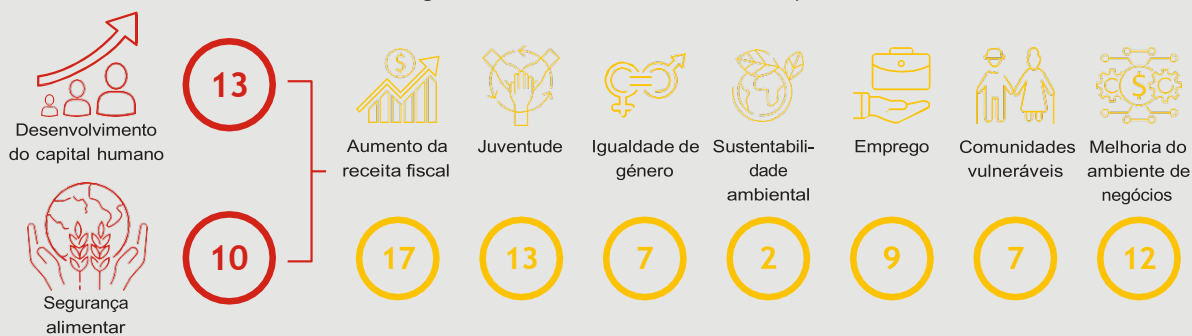 13
Desenvolvimento
do capital humano
10
Segurança
alimentar
$
Aumento da
receita fiscal
17
Juventude
13
Igualdade de
género
7
Sustentabili-
dade
ambiental
2
Emprego
9
Comunidades
vulneráveis
7
$
Melhoria do
ambiente de
negócios
12